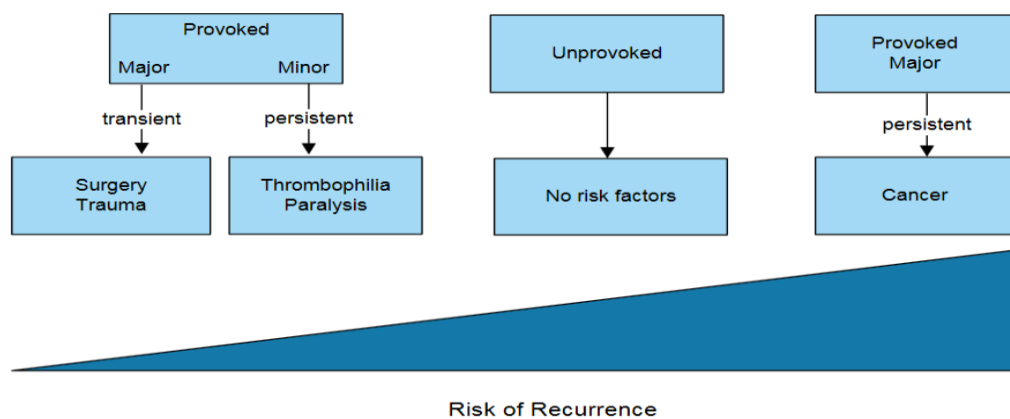 Provoked
Major Minor
transient
persistent
Surgery
Trauma
Thrombophilia
Paralysis
Unprovoked
No risk factors
Provoked
Major
persistent
Cancer
Risk of Recurrence